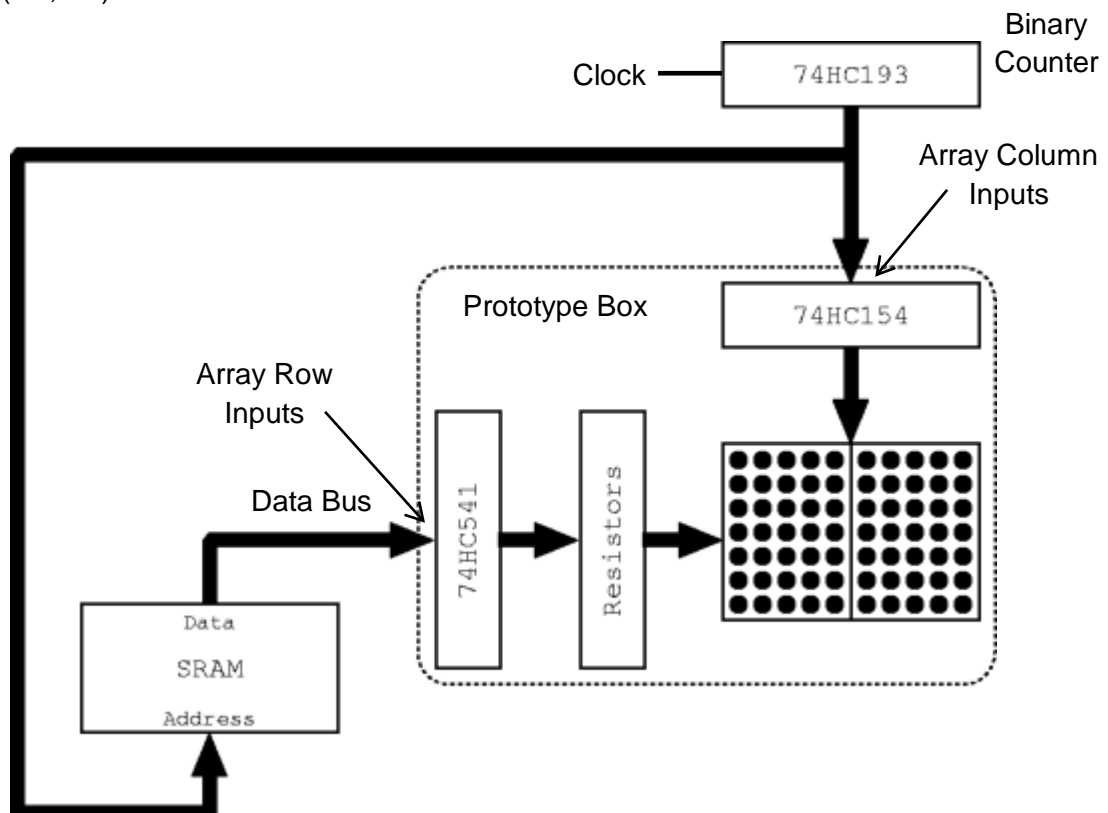 Binary
Counter
Clock
74HC193
Array Column
Inputs
Prototype Box
74HC154
Array Row
Inputs
Data Bus
74HC541
Resistors
Data
SRAM
Address